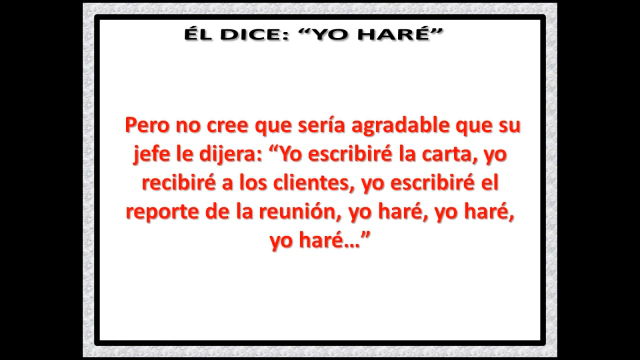 ÉL DICE: “YO HARÉ”
Pero no cree que sería agradable que su
jefe le dijera: “Yo escribiré la carta, yo
recibiré a los clientes, yo escribiré el
reporte de la reunión, yo haré, yo haré,
yo haré…”